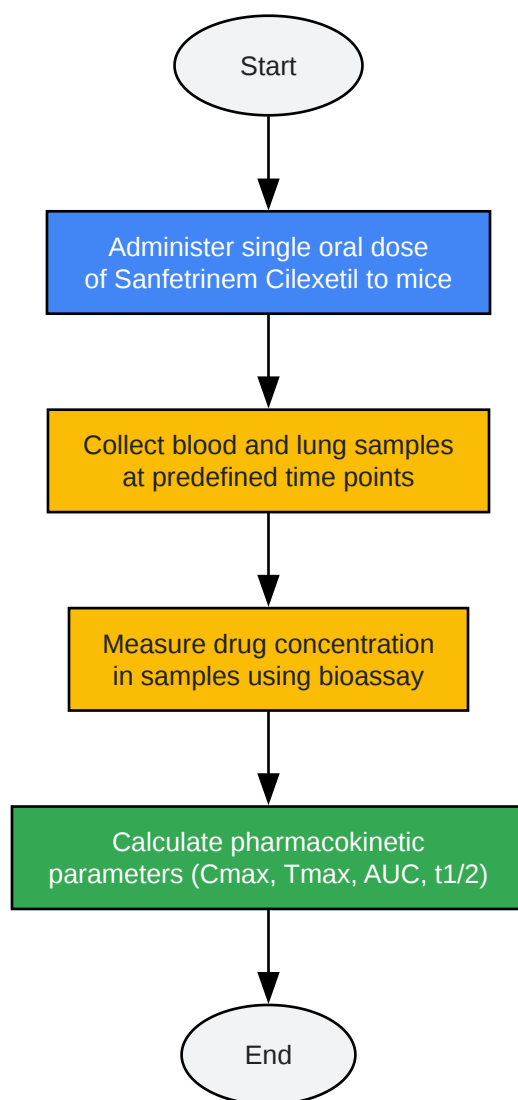 Start
Administer single oral dose
of Sanfetrinem Cilexetil to mice
Collect blood and lung samples
at predefined time points
Measure drug concentration
in samples using bioassay
Calculate pharmacokinetic
parameters (Cmax, Tmax, AUC, t1/2)
End